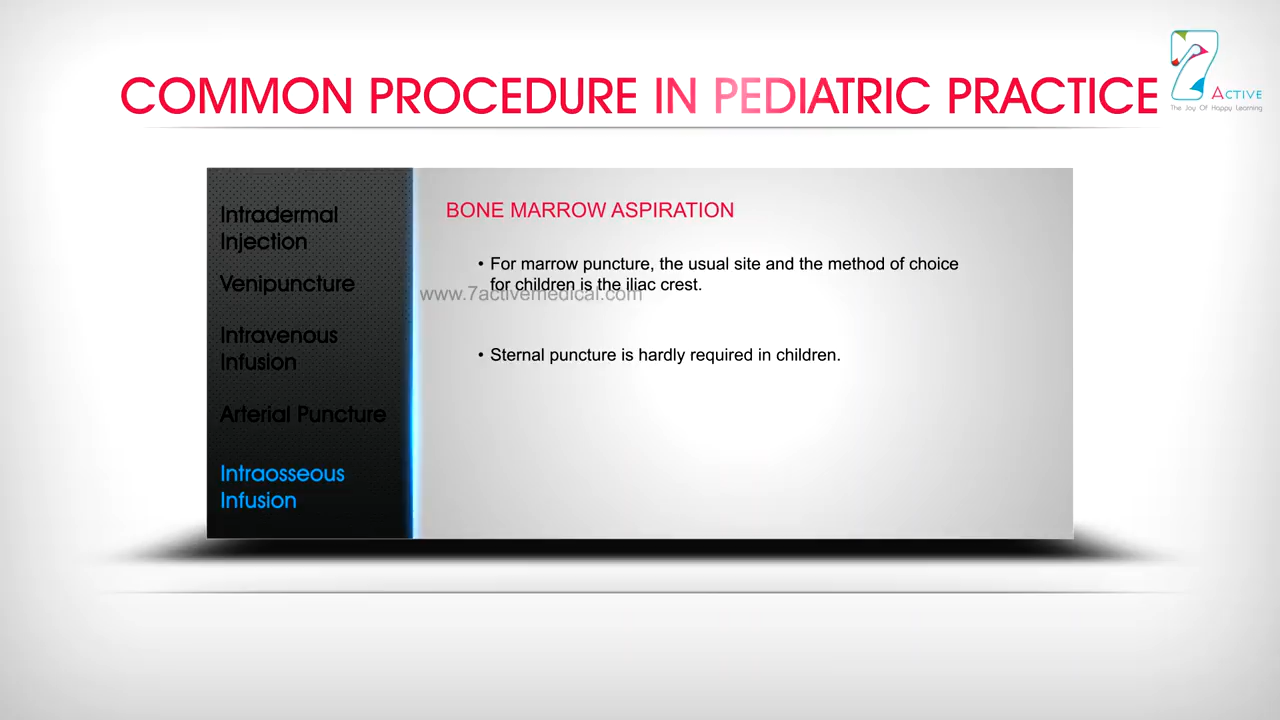 COMMON PROCEDURE IN PEDIATRIC PRACTICE
7 ACTIVE
The Joy Of Happy Learning
Intradermal
Injection
Venipuncture
Intravenous
Infusion
Arterial Puncture
Intraosseous
Infusion
BONE MARROW ASPIRATION
• For marrow puncture, the usual site and the method of choice
for children is the iliac crest.
www.7activemedical.com
• Sternal puncture is hardly required in children.